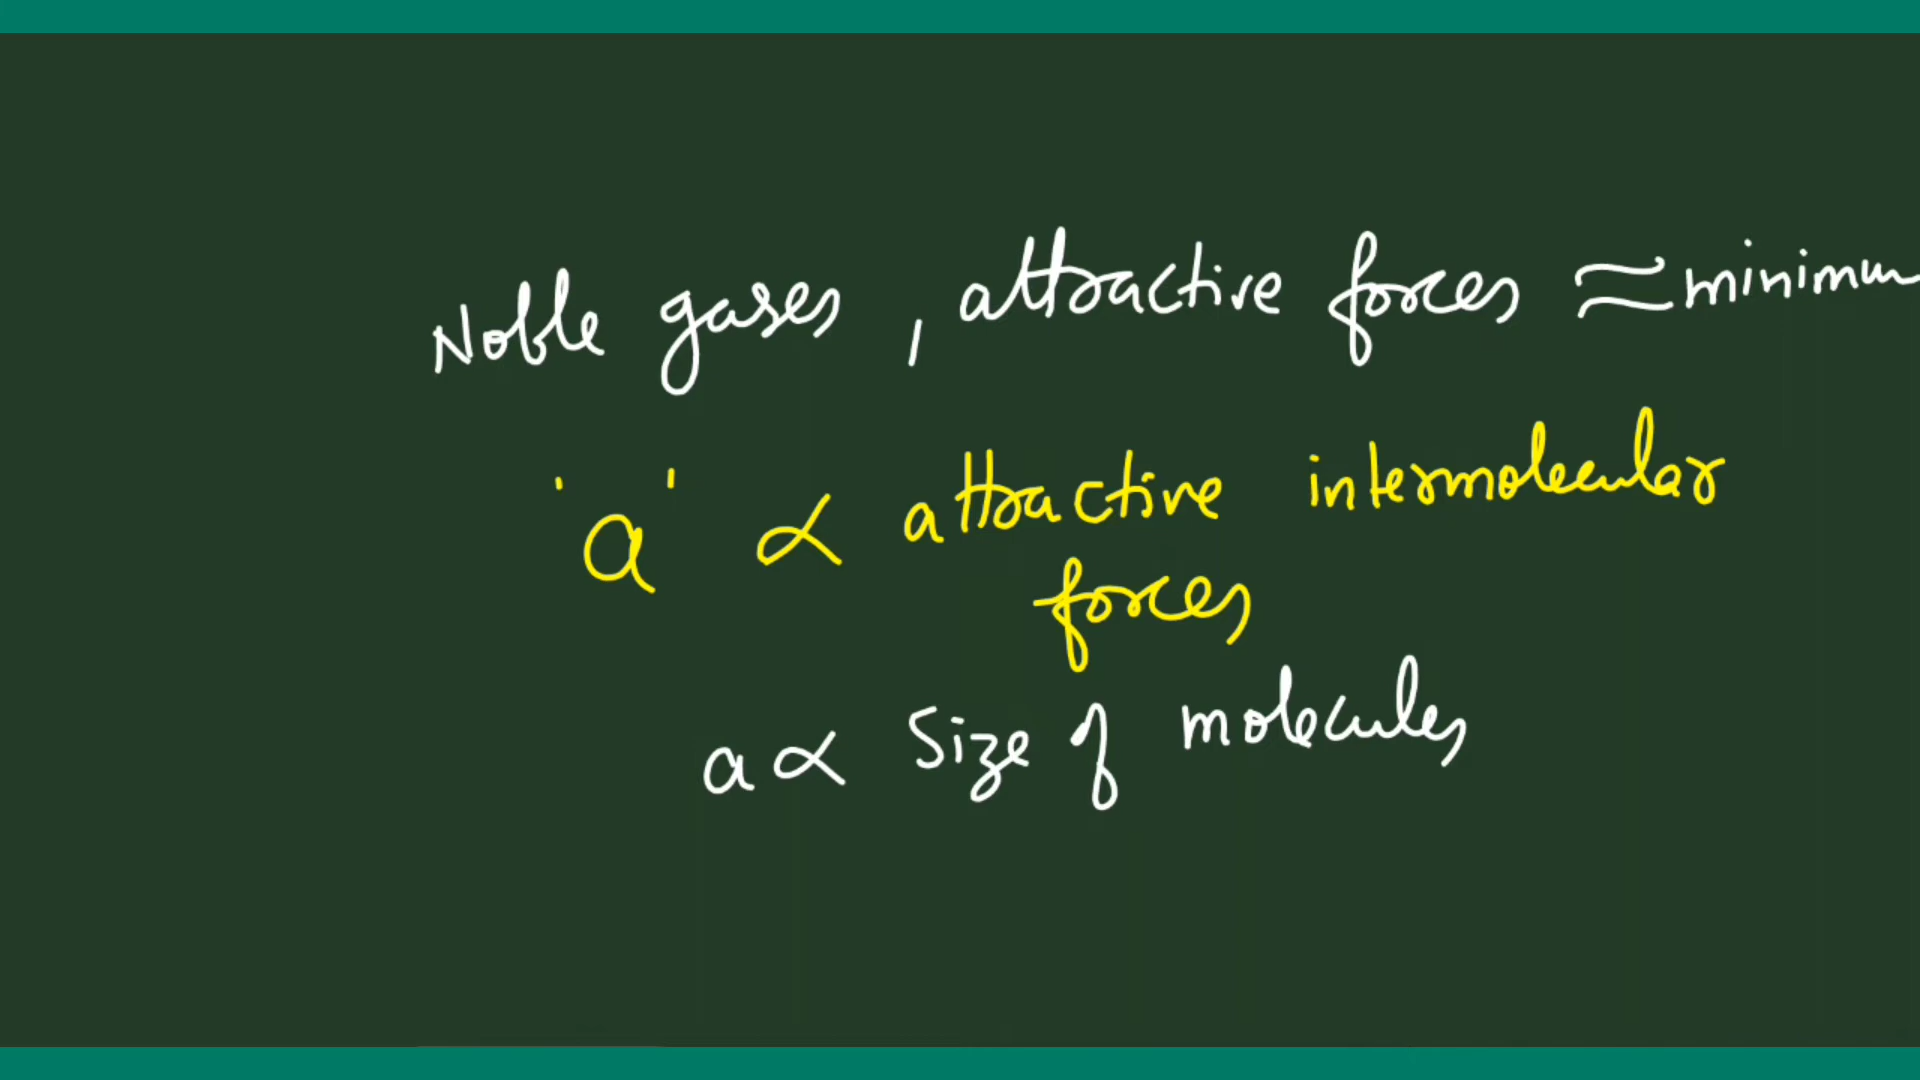 Noble gases, attractive forces ≈ minimum
'a' ∝ attractive intermolecular
forces
a ∝ Size of molecules